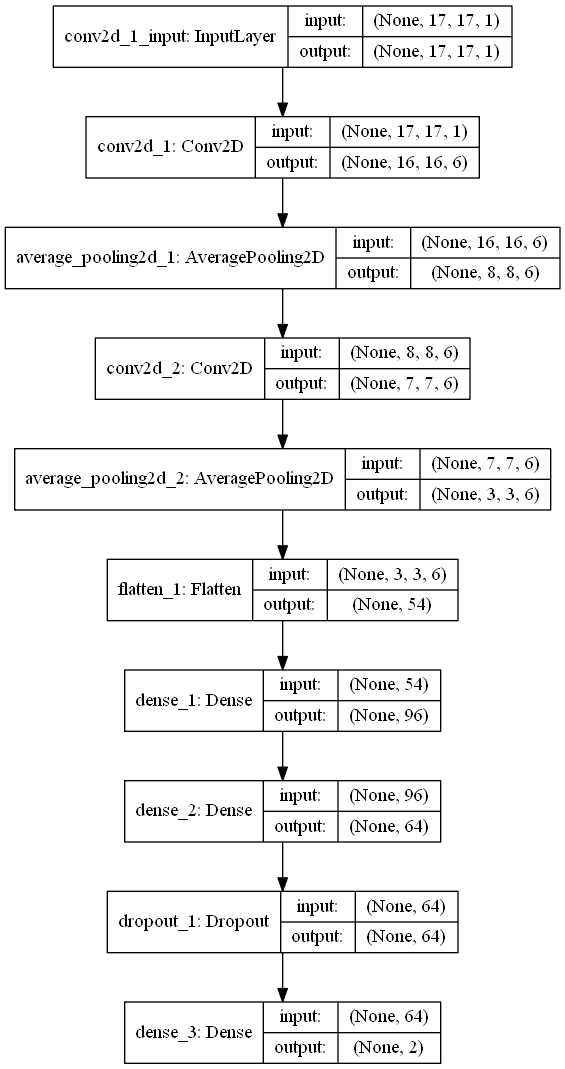 conv2d_1_input: InputLayer
input: (None, 17, 17, 1)
output: (None, 17, 17, 1)
conv2d_1: Conv2D
input: (None, 17, 17, 1)
output: (None, 16, 16, 6)
average_pooling2d_1: AveragePooling2D
input: (None, 16, 16, 6)
output: (None, 8, 8, 6)
conv2d_2: Conv2D
input: (None, 8, 8, 6)
output: (None, 7, 7, 6)
average_pooling2d_2: AveragePooling2D
input: (None, 7, 7, 6)
output: (None, 3, 3, 6)
flatten_1: Flatten
input: (None, 3, 3, 6)
output: (None, 54)
dense_1: Dense
input: (None, 54)
output: (None, 96)
dense_2: Dense
input: (None, 96)
output: (None, 64)
dropout_1: Dropout
input: (None, 64)
output: (None, 64)
dense_3: Dense
input: (None, 64)
output: (None, 2)